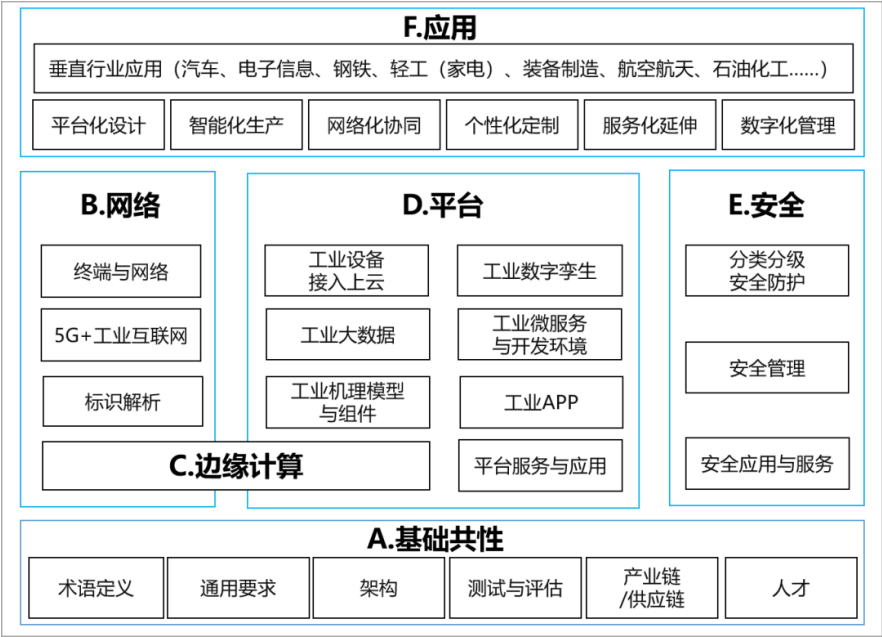 F.应用
垂直行业应用（汽车、电子信息、钢铁、轻工（家电）、装备制造、航空航天、石油化工......）
平台化设计
智能化生产
网络化协同
个性化定制
服务化延伸
数字化管理
B.网络
终端与网络
5G+工业互联网
标识解析
C.边缘计算
D.平台
工业设备
接入上云
工业数字孪生
工业大数据
工业微服务
与开发环境
工业机理模型
与组件
工业APP
平台服务与应用
E.安全
分类分级
安全防护
安全管理
安全应用与服务
A.基础共性
术语定义
通用要求
架构
测试与评估
产业链
/供应链
人才